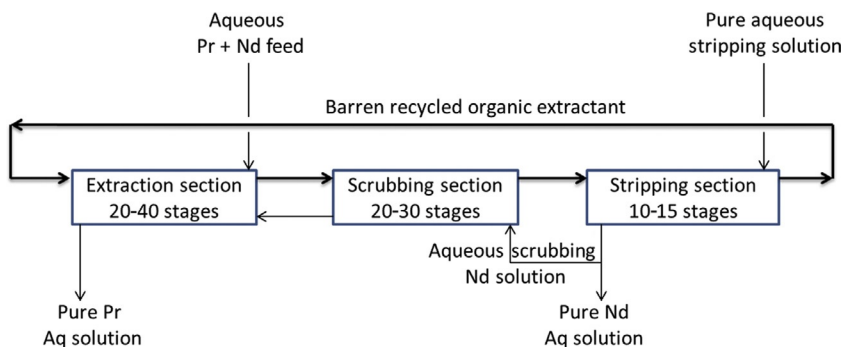 Aqueous
Pr + Nd feed
Pure aqueous
stripping solution
Barren recycled organic extractant
Extraction section
20-40 stages
Scrubbing section
20-30 stages
Stripping section
10-15 stages
Aqueous scrubbing
Nd solution
Pure Pr
Aq solution
Pure Nd
Aq solution